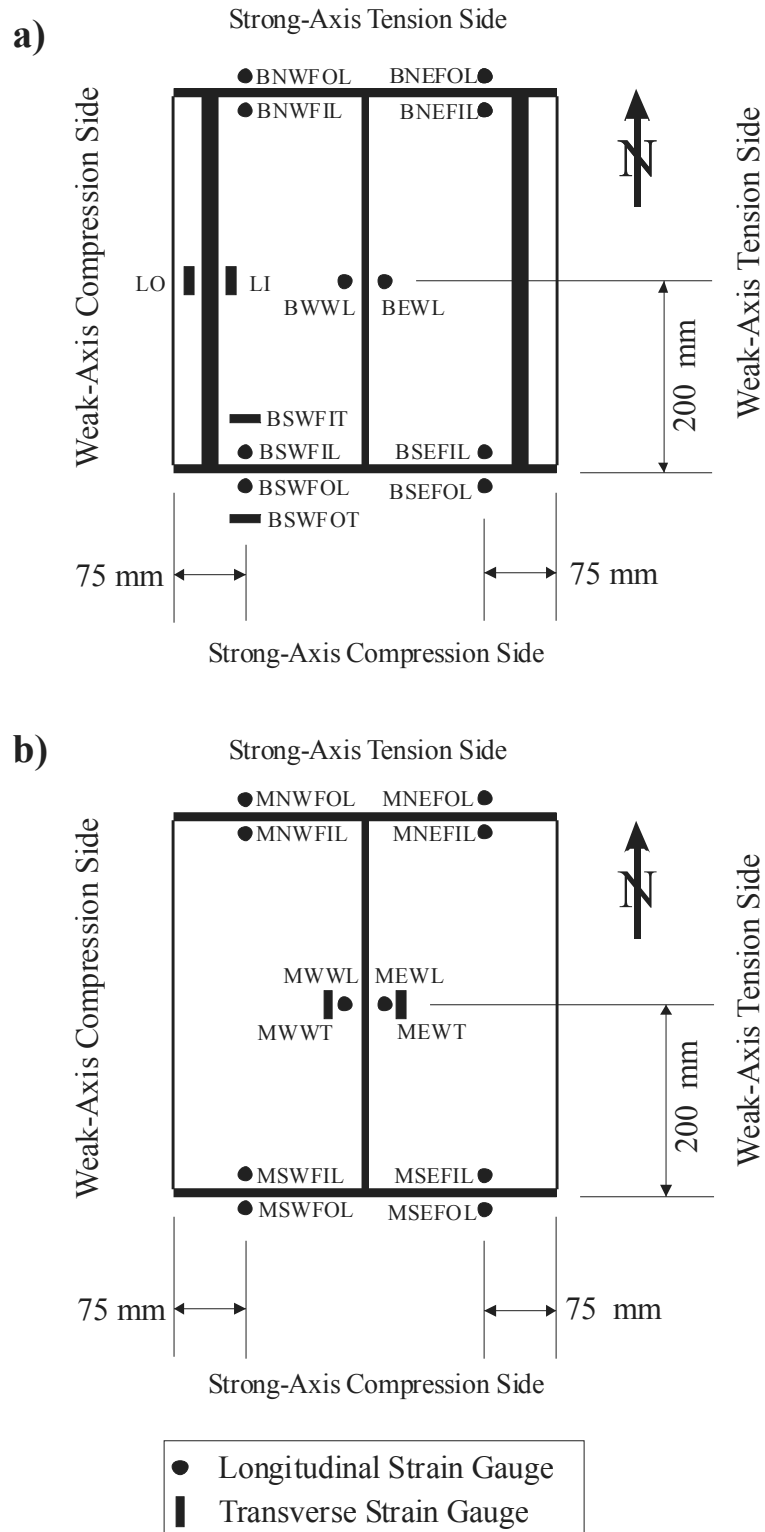 a)
Strong-Axis Tension Side
BNWFOL
BNEFOL
BNWFIL
BNEFIL
N
Weak-Axis Compression Side
Weak-Axis Tension Side
LO
LI
BWWL
BEWL
200 mm
BSWFIT
BSWFIL
BSEFIL
BSWFOL
BSEFOL
BSWFOT
75 mm
75 mm
Strong-Axis Compression Side
b)
Strong-Axis Tension Side
MNWFOL
MNEFOL
MNWFIL
MNEFIL
N
Weak-Axis Compression Side
Weak-Axis Tension Side
MWWL
MEWL
MWWT
MEWT
200 mm
MSWFIL
MSEFIL
MSWFOL
MSEFOL
75 mm
75 mm
Strong-Axis Compression Side
Longitudinal Strain Gauge
Transverse Strain Gauge